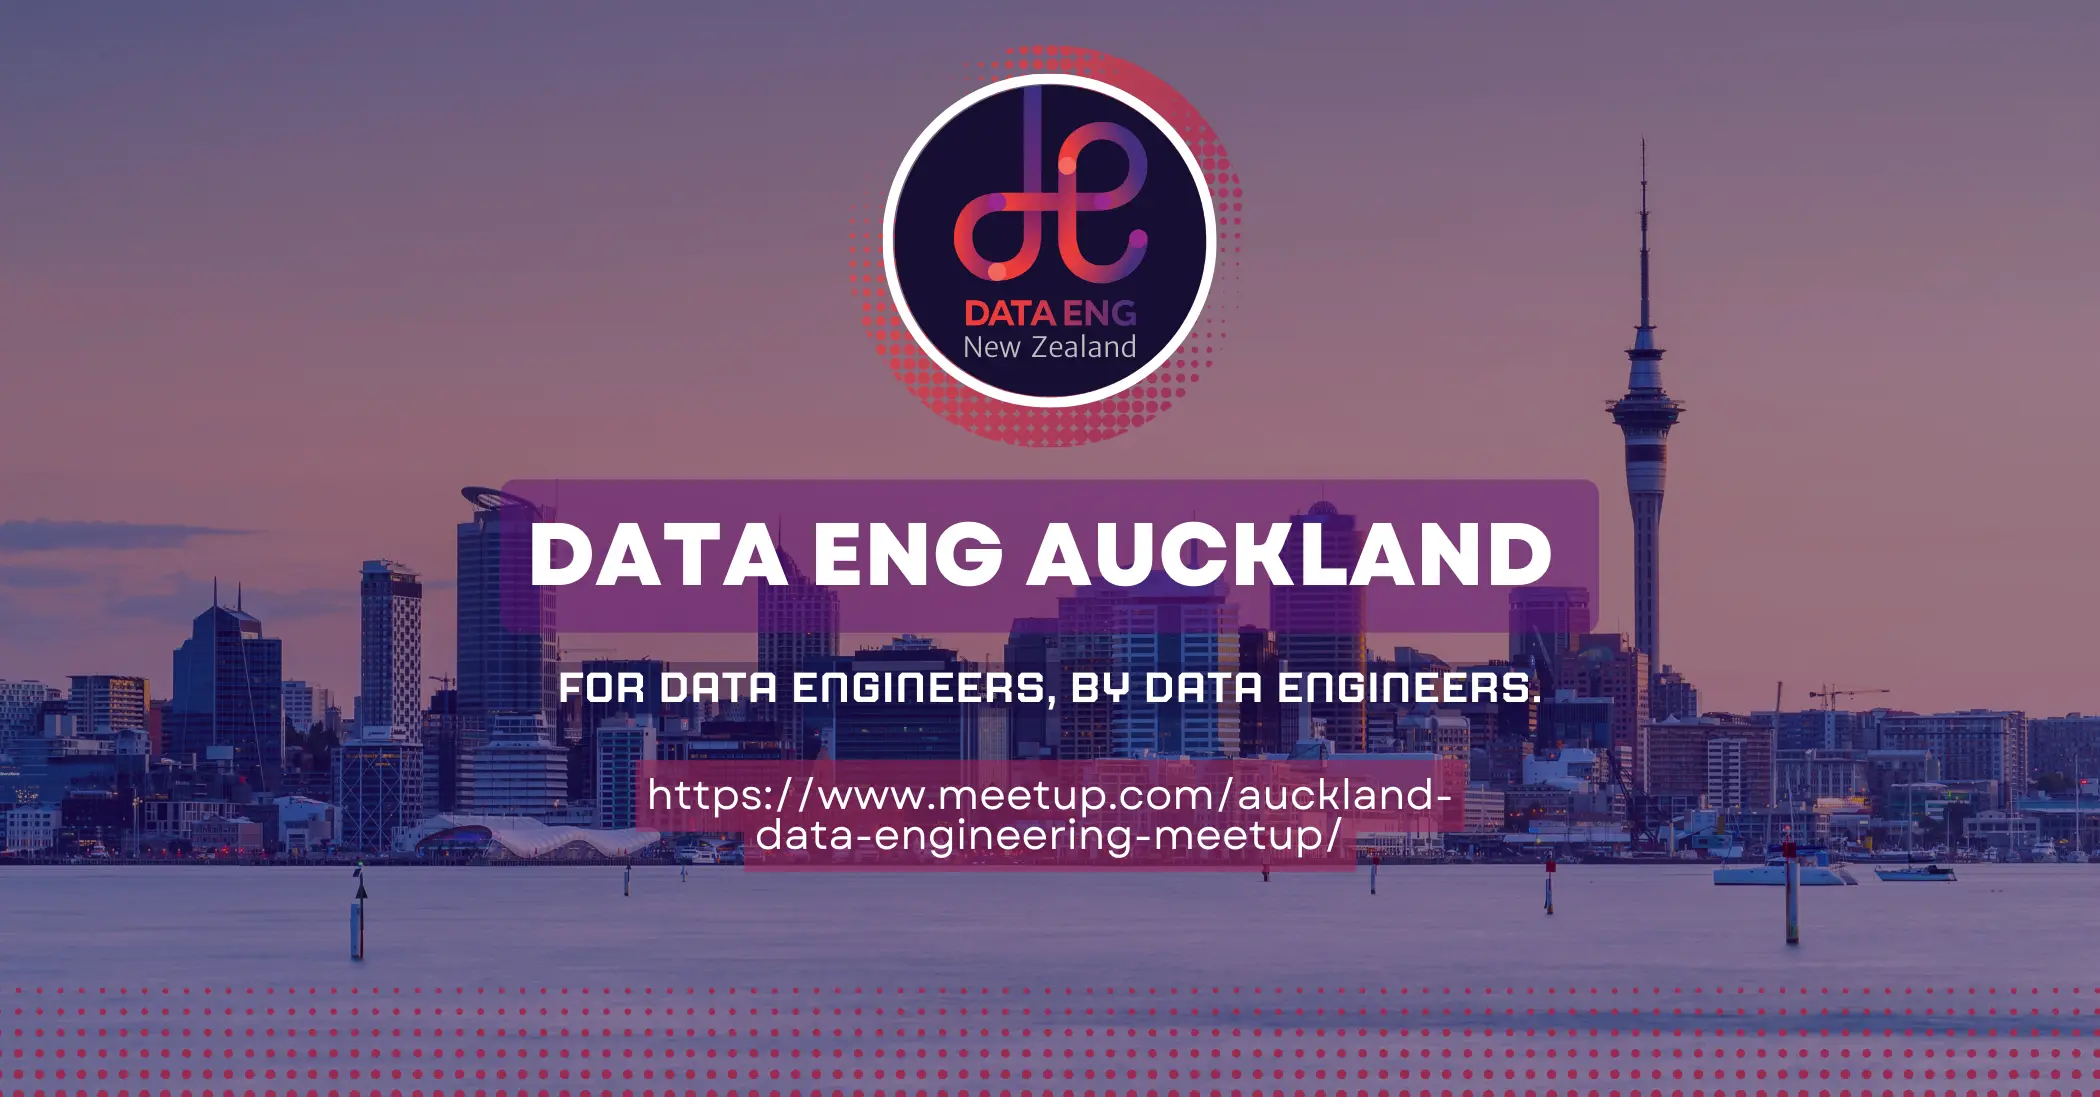 DATA ENG
New Zealand
DATA ENG AUCKLAND
FOR DATA ENGINEERS, BY DATA ENGINEERS.
https://www.meetup.com/auckland-
data-engineering-meetup/